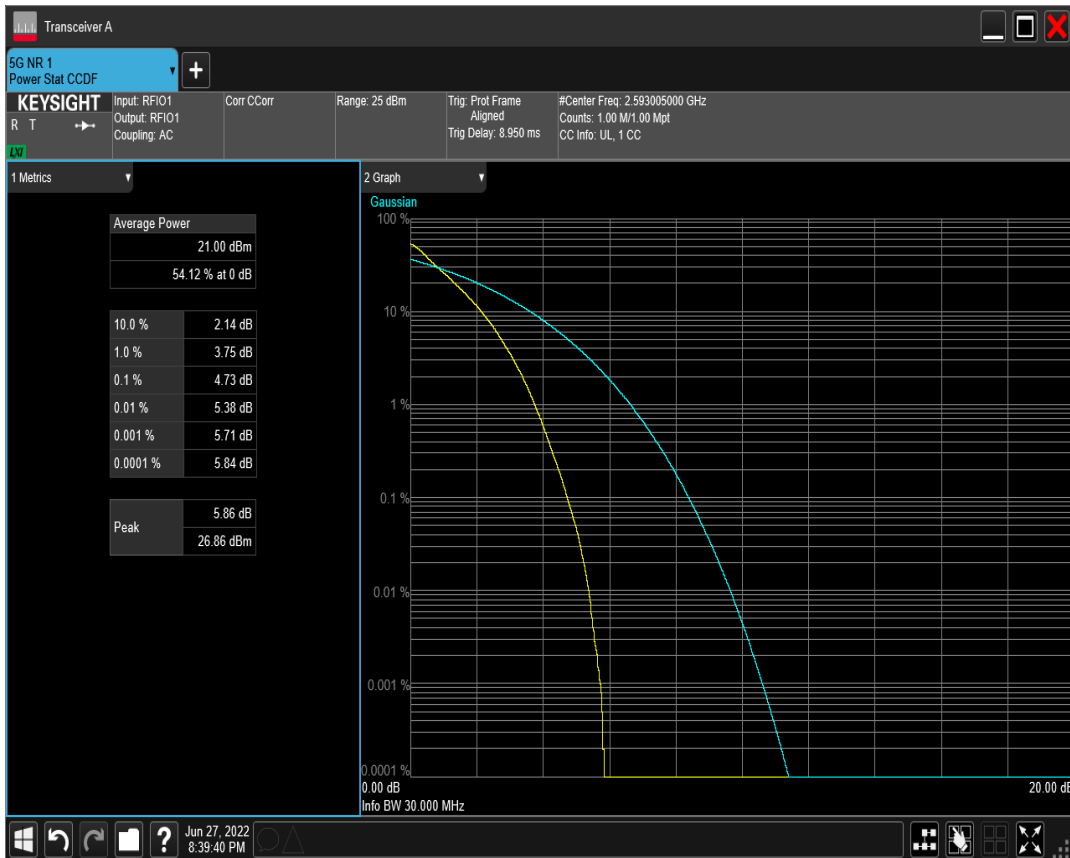 Transceiver A
5G NR 1
Power Stat CCDF
+
KEYSIGHT
R T
LXI
Input: RFIO1
Output: RFIO1
Coupling: AC
Corr CCorr
Range: 25 dBm
Trig: Prot Frame
Aligned
Trig Delay: 8.950 ms
#Center Freq: 2.593005000 GHz
Counts: 1.00 M/1.00 Mpt
CC Info: UL, 1 CC
1 Metrics
Average Power
21.00 dBm
54.12 % at 0 dB
10.0 % 2.14 dB
1.0 % 3.75 dB
0.1 % 4.73 dB
0.01 % 5.38 dB
0.001 % 5.71 dB
0.0001 % 5.84 dB
Peak
5.86 dB
26.86 dBm
2 Graph
Gaussian
100 %
10 %
1 %
0.1 %
0.01 %
0.001 %
0.0001 %
0.00 dB
20.00 dB
Info BW 30.000 MHz
?
Jun 27, 2022
8:39:40 PM